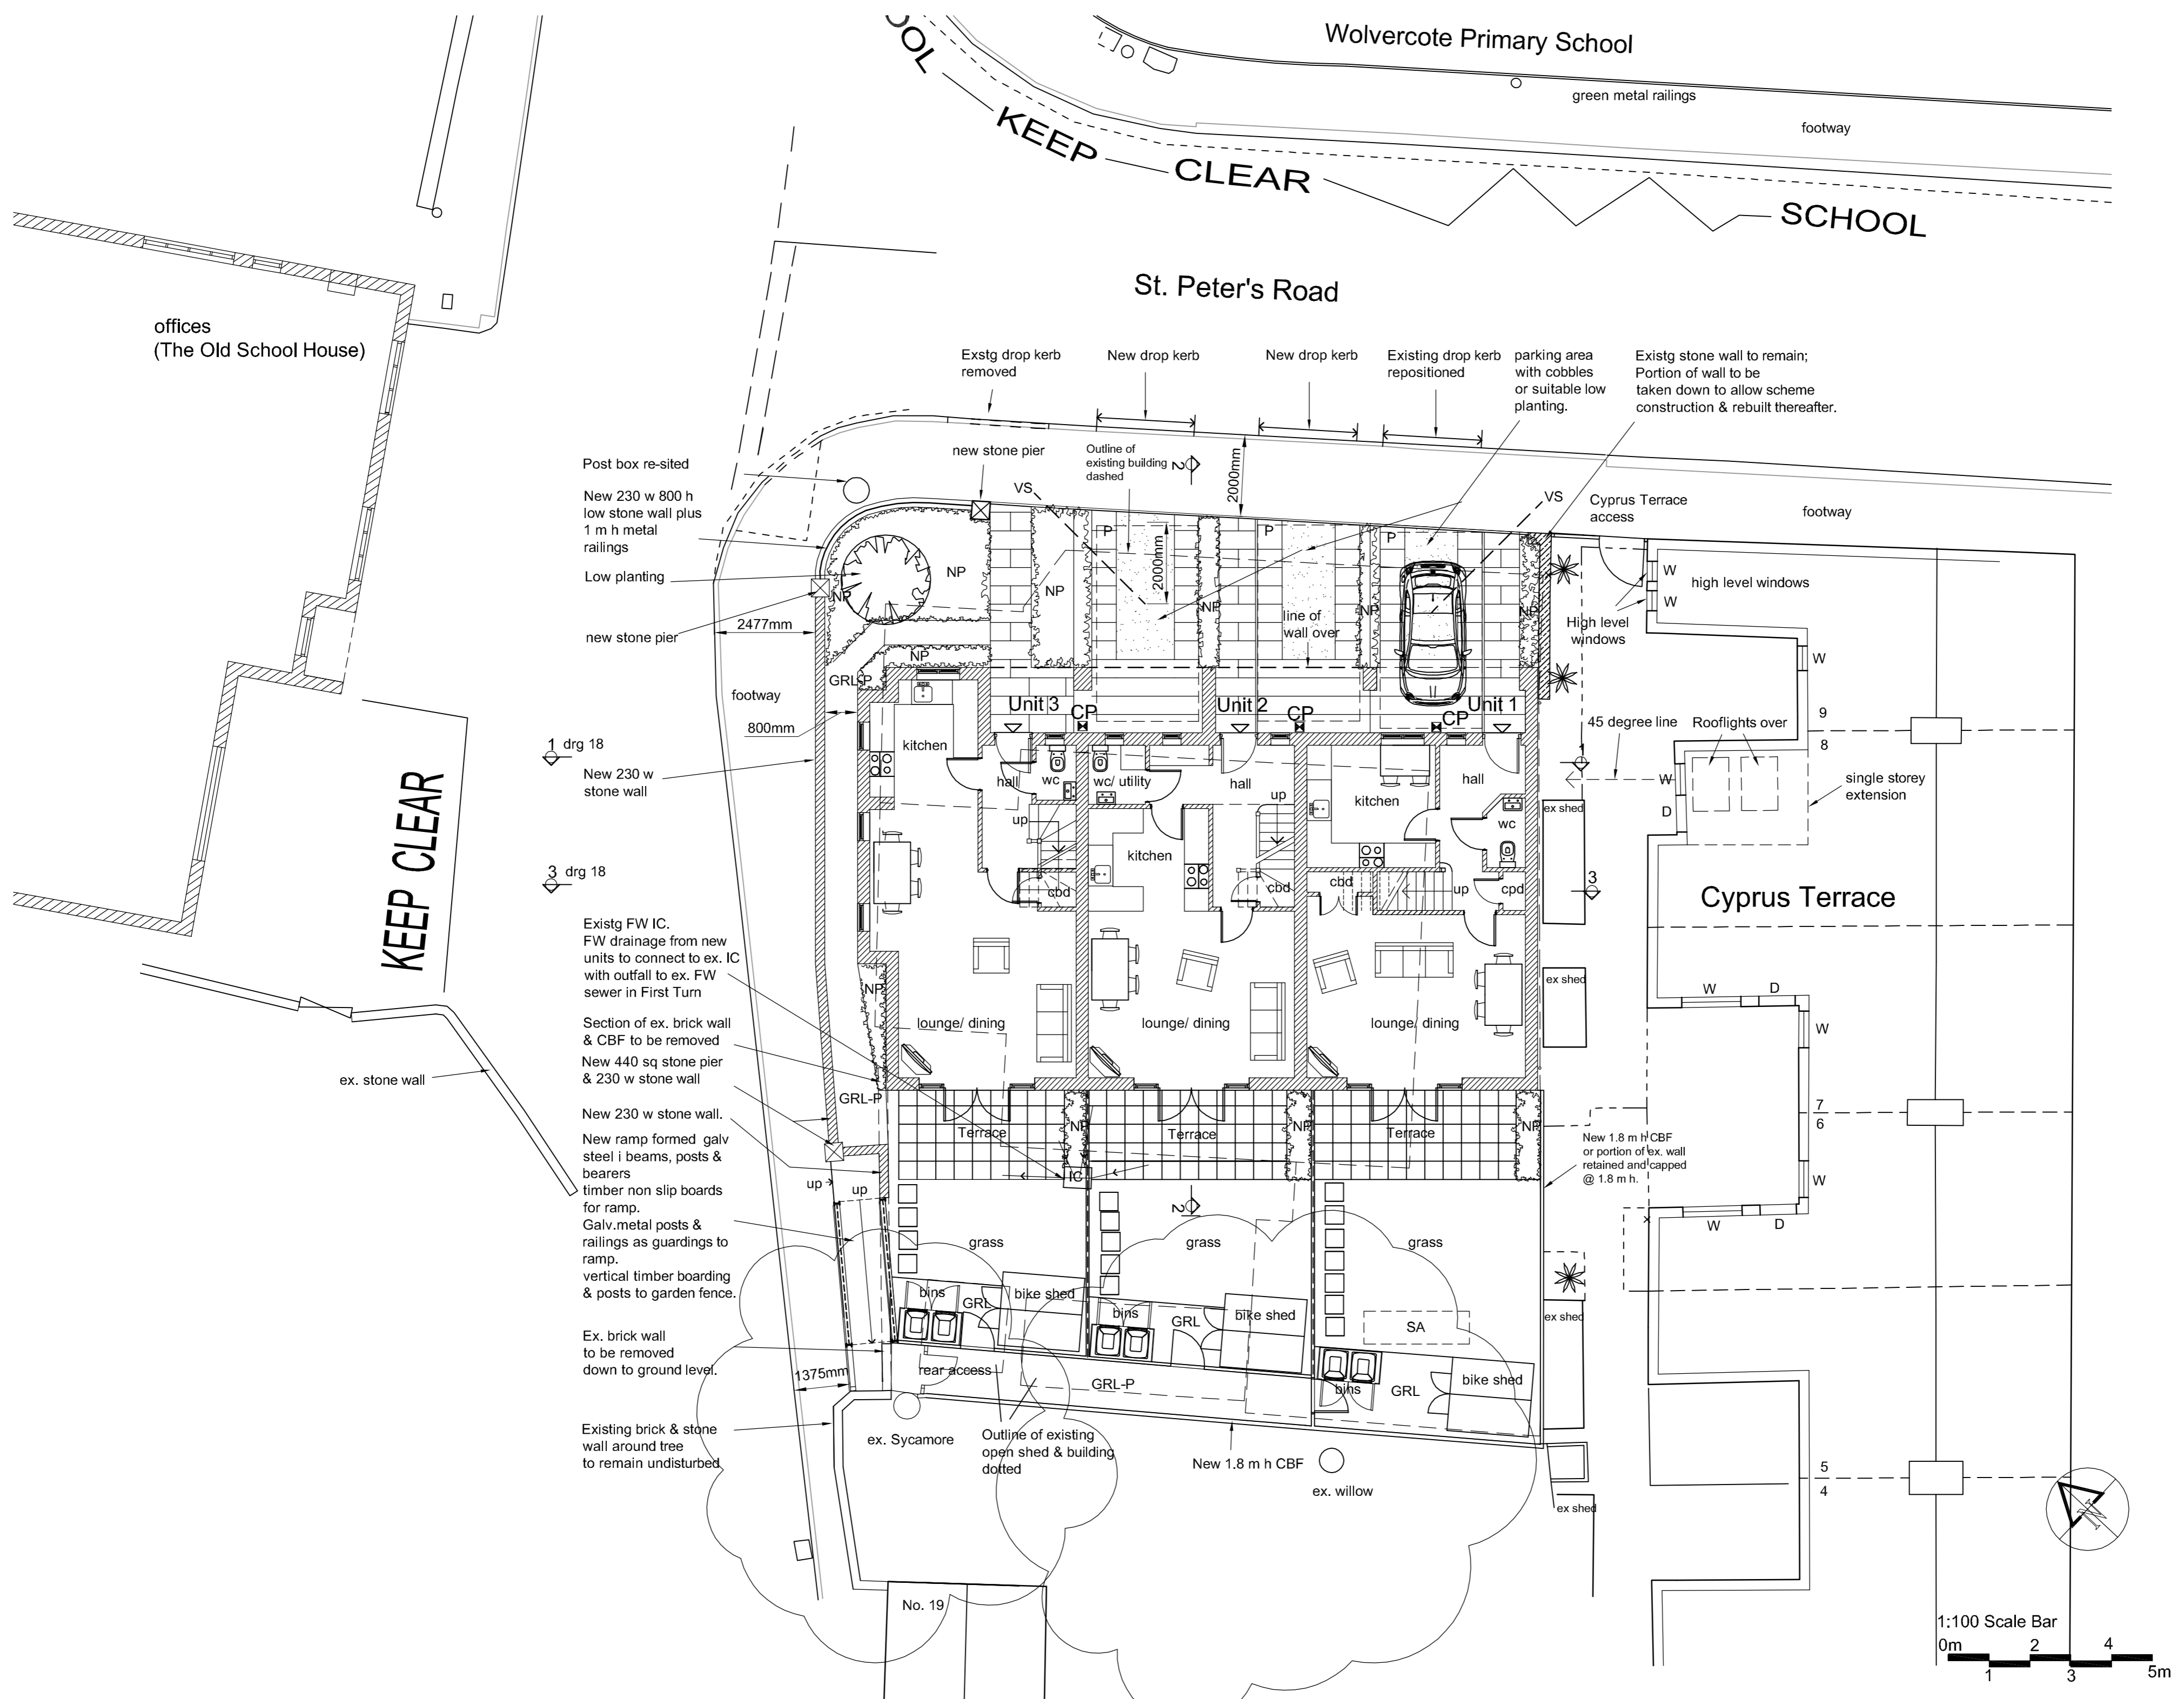 Wolvercote Primary School
green metal railings
footway
OOL
KEEP
CLEAR
SCHOOL
St. Peter's Road
offices
(The Old School House)
Exstg drop kerb
removed
New drop kerb
New drop kerb
Existing drop kerb
repositioned
parking area
with cobbles
or suitable low
planting.
Existg stone wall to remain;
Portion of wall to be
taken down to allow scheme
construction & rebuilt thereafter.
Post box re-sited
new stone pier
Outline of
existing building
dashed
2
2000mm
VS
VS
Cyprus Terrace
access
footway
New 230 w 800 h
low stone wall plus
1 m h metal
railings
Low planting
new stone pier
2477mm
footway
800mm
NP
NP
NP
NP
NP
NP
NP
GRL-P
P
P
P
2000mm
line of
wall over
High level
windows
high level windows
W
W
W
Unit 3
Unit 2
Unit 1
CP
CP
CP
45 degree line
Rooflights over
9
8
W
D
single storey
extension
1 drg 18
1
New 230 w
stone wall
kitchen
hall
wc
wc/ utility
hall
up
kitchen
hall
wc
ex shed
up
kitchen
cbd
cbd
cbd
up
cpd
3 drg 18
3
Cyprus Terrace
KEEP CLEAR
Existg FW IC.
FW drainage from new
units to connect to ex. IC
with outfall to ex. FW
sewer in First Turn
NP
lounge/ dining
lounge/ dining
lounge/ dining
ex shed
W
D
W
Section of ex. brick wall
& CBF to be removed
New 440 sq stone pier
& 230 w stone wall
ex. stone wall
GRL-P
New 230 w stone wall.
Terrace
NP
Terrace
NP
Terrace
NP
IC
7
6
New 1.8 m h CBF
or portion of ex. wall
retained and capped
@ 1.8 m h.
W
W
D
New ramp formed galv
steel i beams, posts &
bearers
timber non slip boards
for ramp.
Galv.metal posts &
railings as guardings to
ramp.
vertical timber boarding
& posts to garden fence.
up
up
2
grass
grass
grass
bins
GRL
bike shed
bins
GRL
bike shed
SA
ex shed
Ex. brick wall
to be removed
down to ground level.
1375mm
rear access
GRL-P
bins
GRL
bike shed
Existing brick & stone
wall around tree
to remain undisturbed
ex. Sycamore
Outline of existing
open shed & building
dotted
New 1.8 m h CBF
ex. willow
ex shed
5
4
N
No. 19
1:100 Scale Bar
0m
2
4
1
3
5m